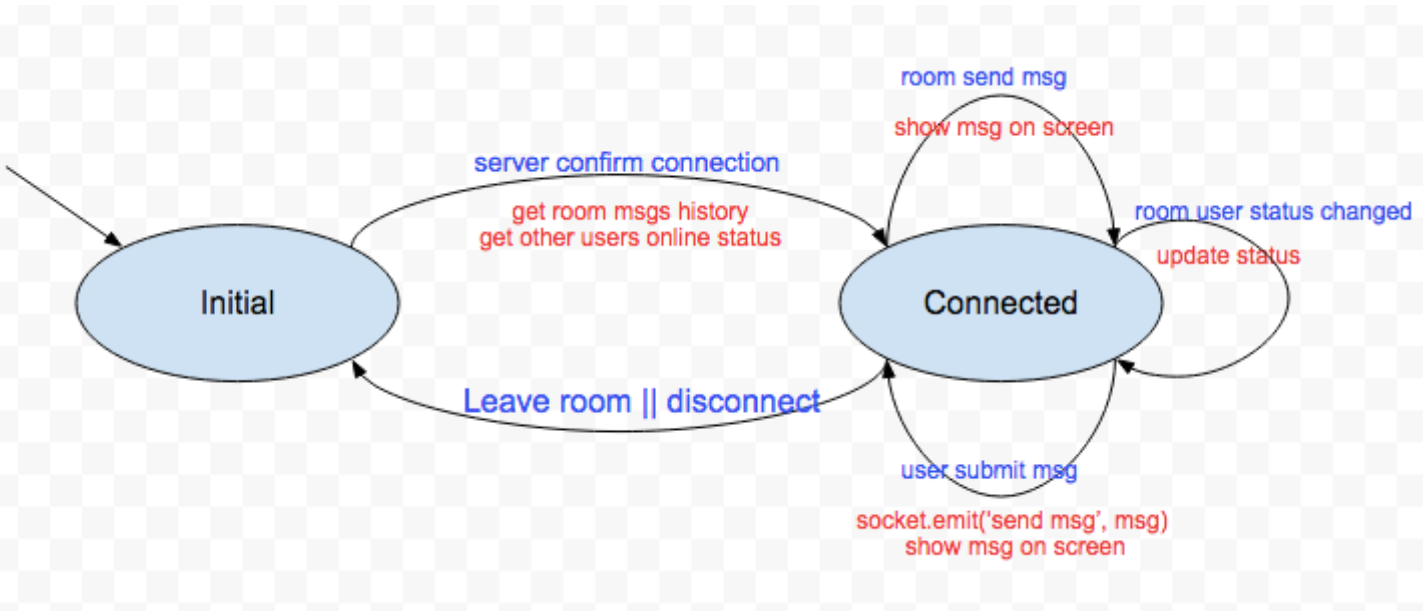 room send msg
show msg on screen
server confirm connection
get room msgs history
get other users online status
room user status changed
update status
Initial
Connected
Leave room || disconnect
user submit msg
socket.emit('send msg’, msg)
show msg on screen